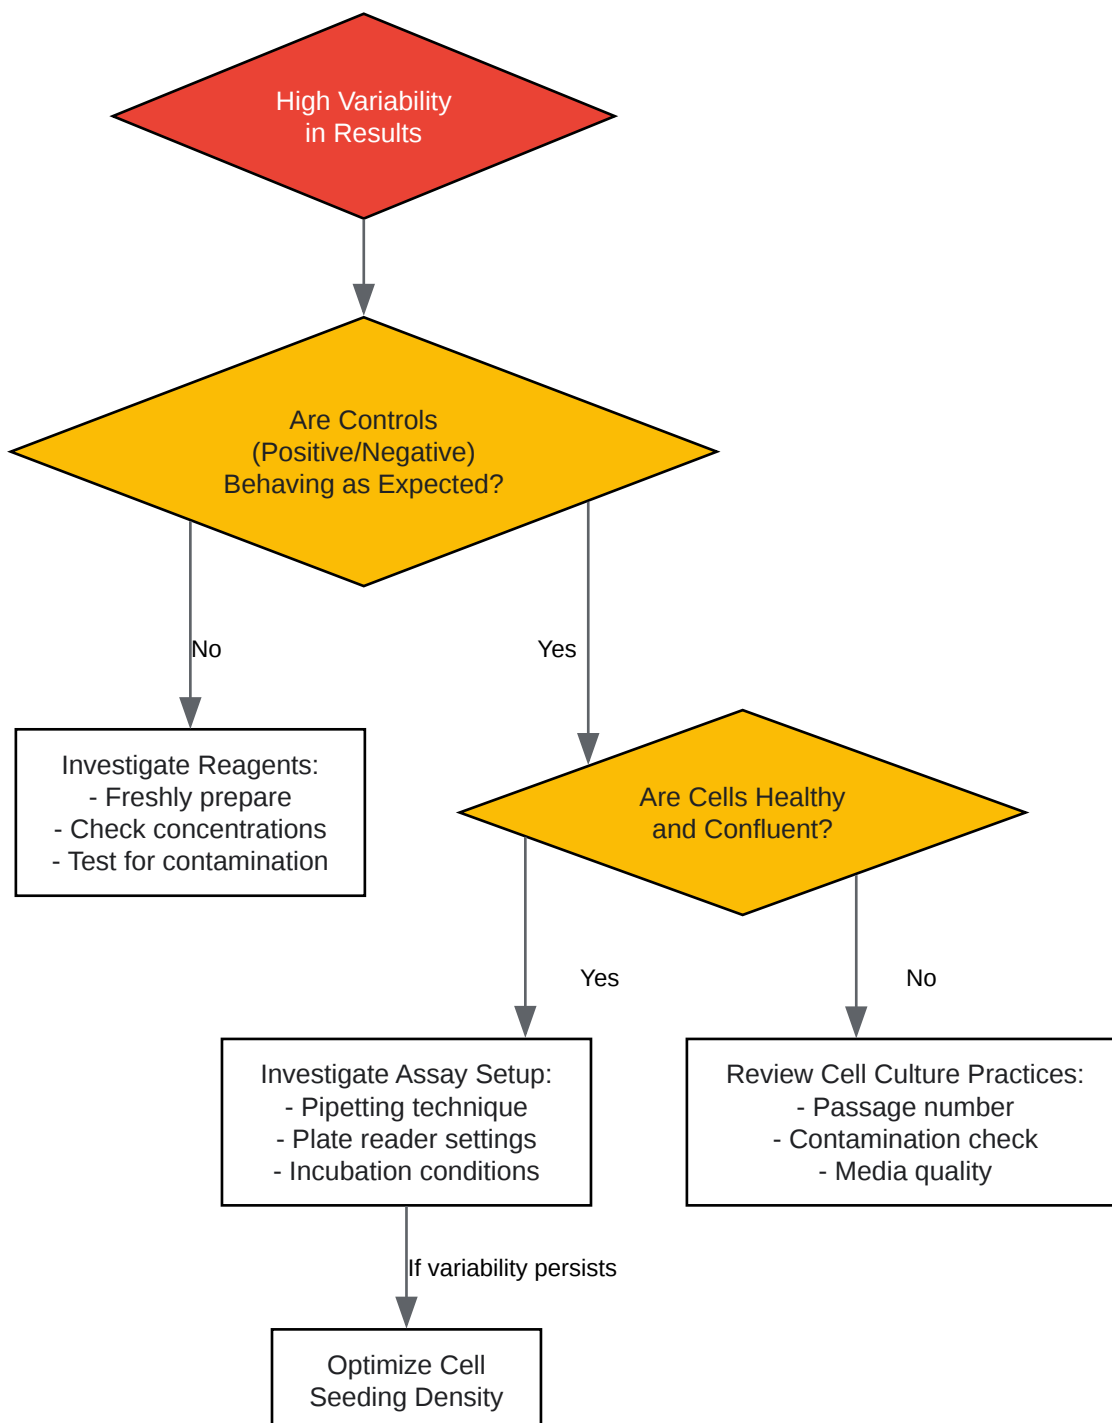 High Variability
in Results
Are Controls
(Positive/Negative)
Behaving as Expected?
No
Yes
Investigate Reagents:
- Freshly prepare
- Check concentrations
- Test for contamination
Are Cells Healthy
and Confluent?
Yes
No
Investigate Assay Setup:
- Pipetting technique
- Plate reader settings
- Incubation conditions
Review Cell Culture Practices:
- Passage number
- Contamination check
- Media quality
If variability persists
Optimize Cell
Seeding Density